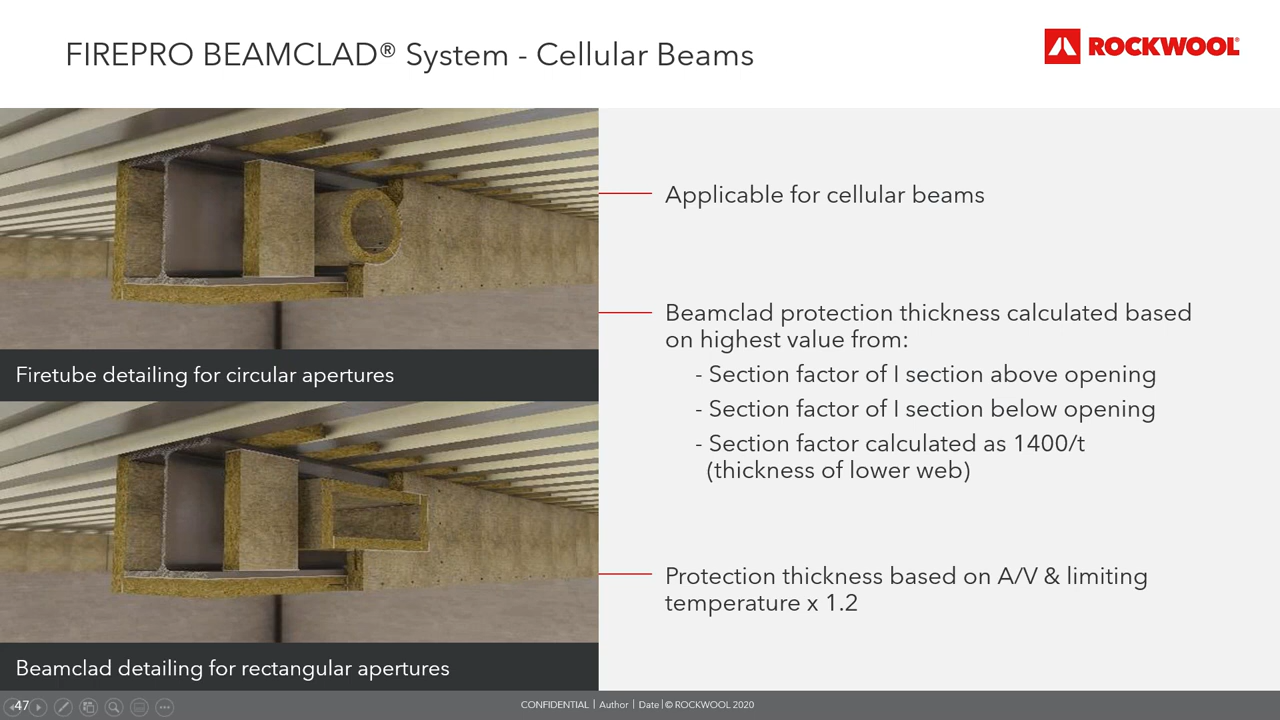 FIREPRO BEAMCLAD® System - Cellular Beams
ROCKWOOL®
Applicable for cellular beams
Beamclad protection thickness calculated based
on highest value from:
- Section factor of I section above opening
- Section factor of I section below opening
- Section factor calculated as 1400/t
(thickness of lower web)
Protection thickness based on A/V & limiting
temperature x 1.2
Firetube detailing for circular apertures
Beamclad detailing for rectangular apertures
47
CONFIDENTIAL | Author | Date | © ROCKWOOL 2020